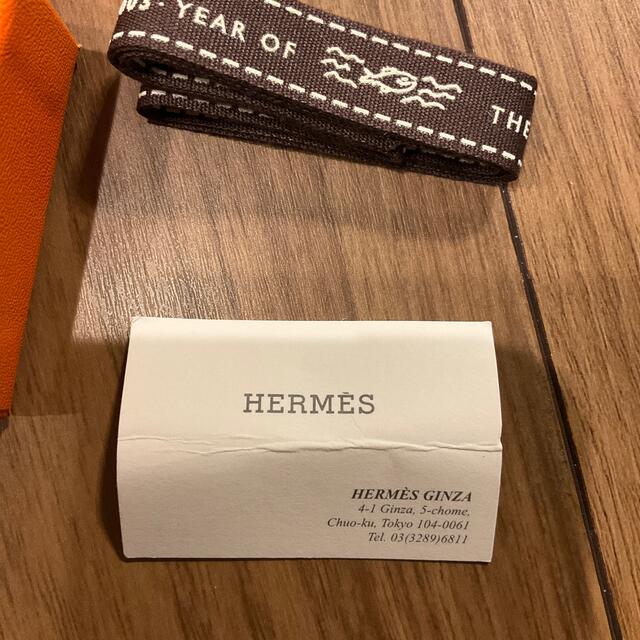 003 · YEAR OF
THE
HERMÈS
HERMÈS GINZA
4-1 Ginza, 5-chome,
Chuo-ku, Tokyo 104-0061
Tel. 03(3289)6811